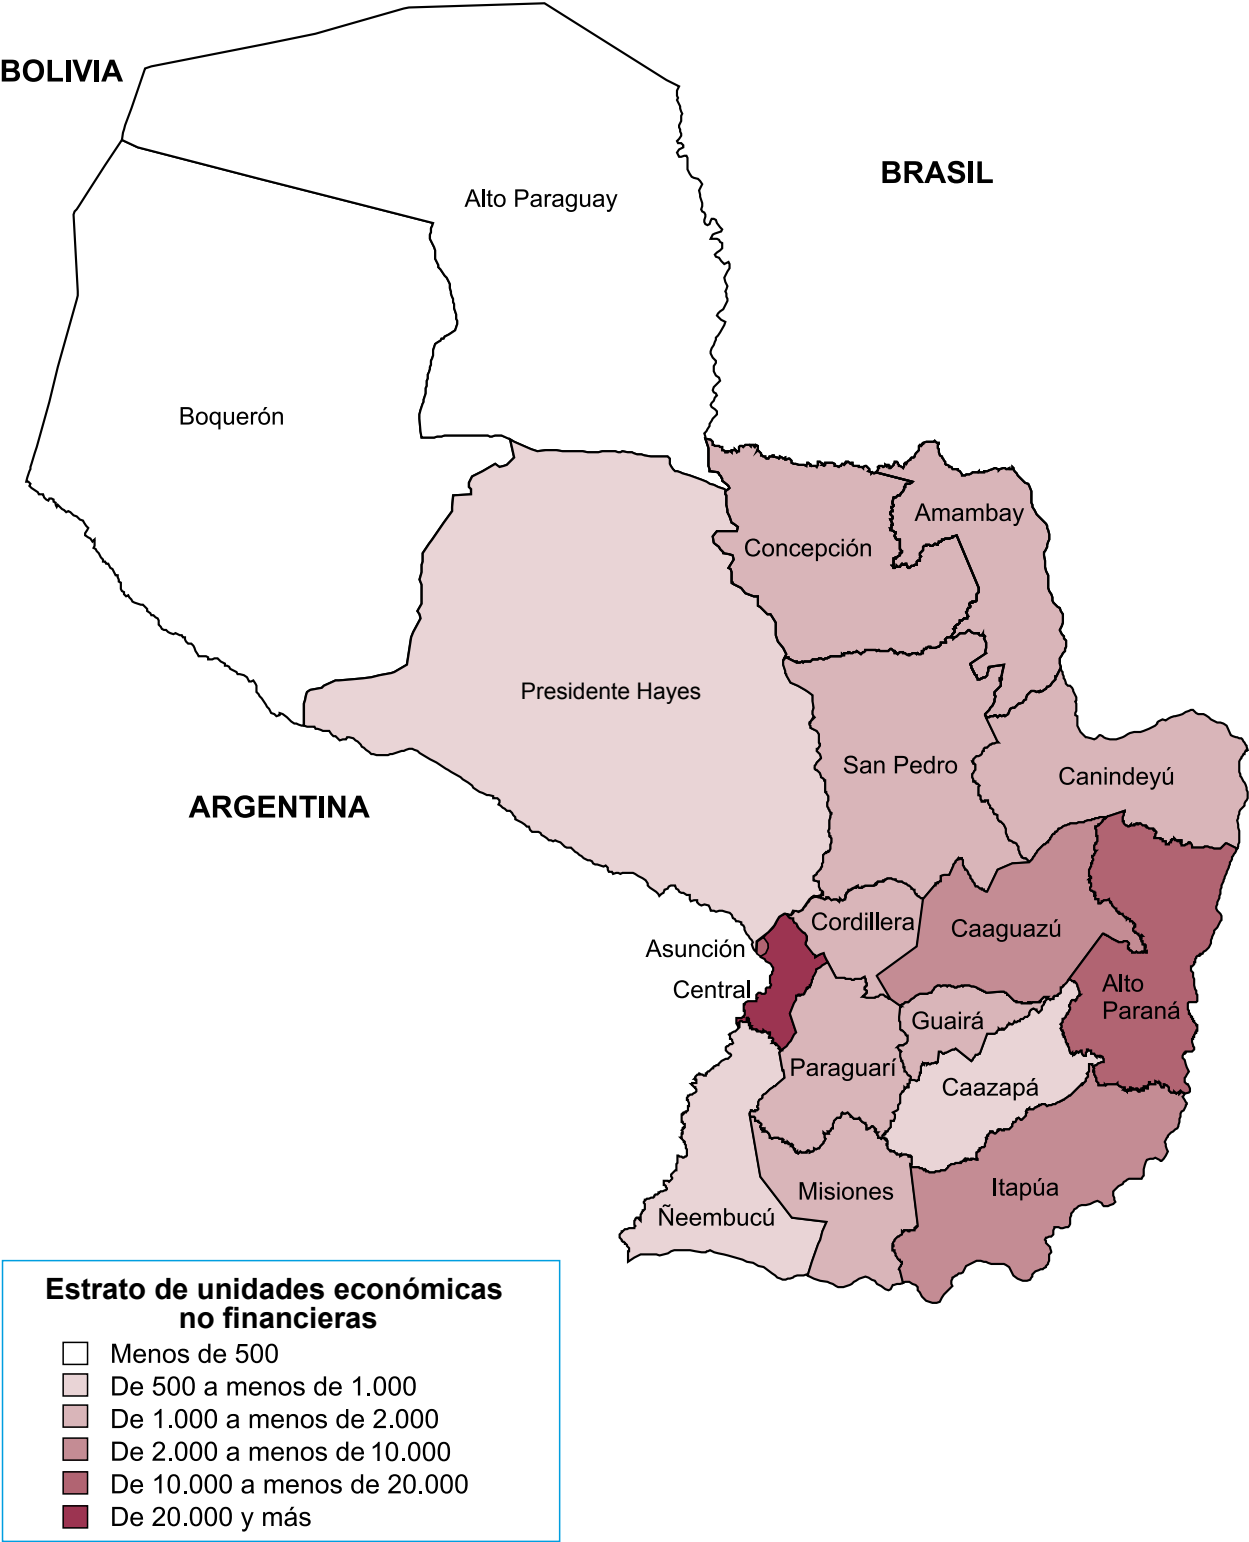 BOLIVIA
BRASIL
Alto Paraguay
Boquerón
Amambay
Concepción
Presidente Hayes
San Pedro
Canindeyú
ARGENTINA
Cordillera
Caaguazú
Asunción
Central
Alto
Paraná
Guairá
Paraguarí
Caazapá
Misiones
Itapúa
Ñeembucú
Estrato de unidades económicas
no financieras
Menos de 500
De 500 a menos de 1.000
De 1.000 a menos de 2.000
De 2.000 a menos de 10.000
De 10.000 a menos de 20.000
De 20.000 y más